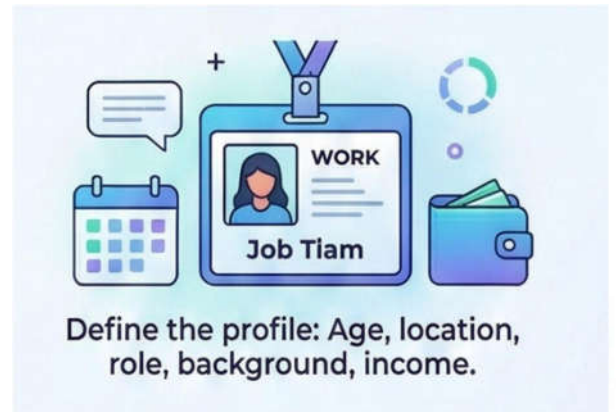 WORK
Job Tiam
Define the profile: Age, location,
role, background, income.